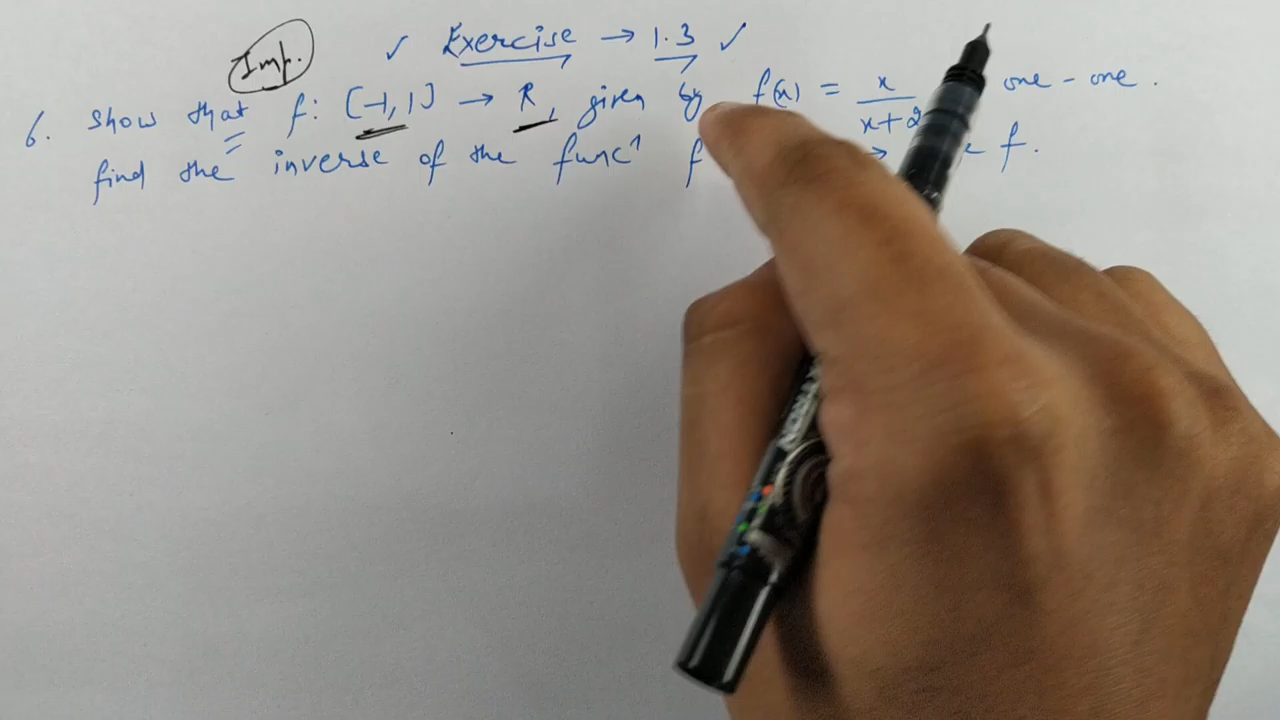 Imp.
✓ Exercise → 1.3 ✓
6. Show that f: [-1, 1] → R, given by f(x) = x/x+2 one-one.
find the inverse of the funcⁿ f → f.